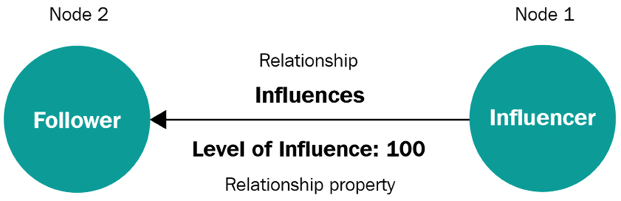 Node 2
Node 1
Relationship
Influences
Follower
Influencer
Level of Influence: 100
Relationship property